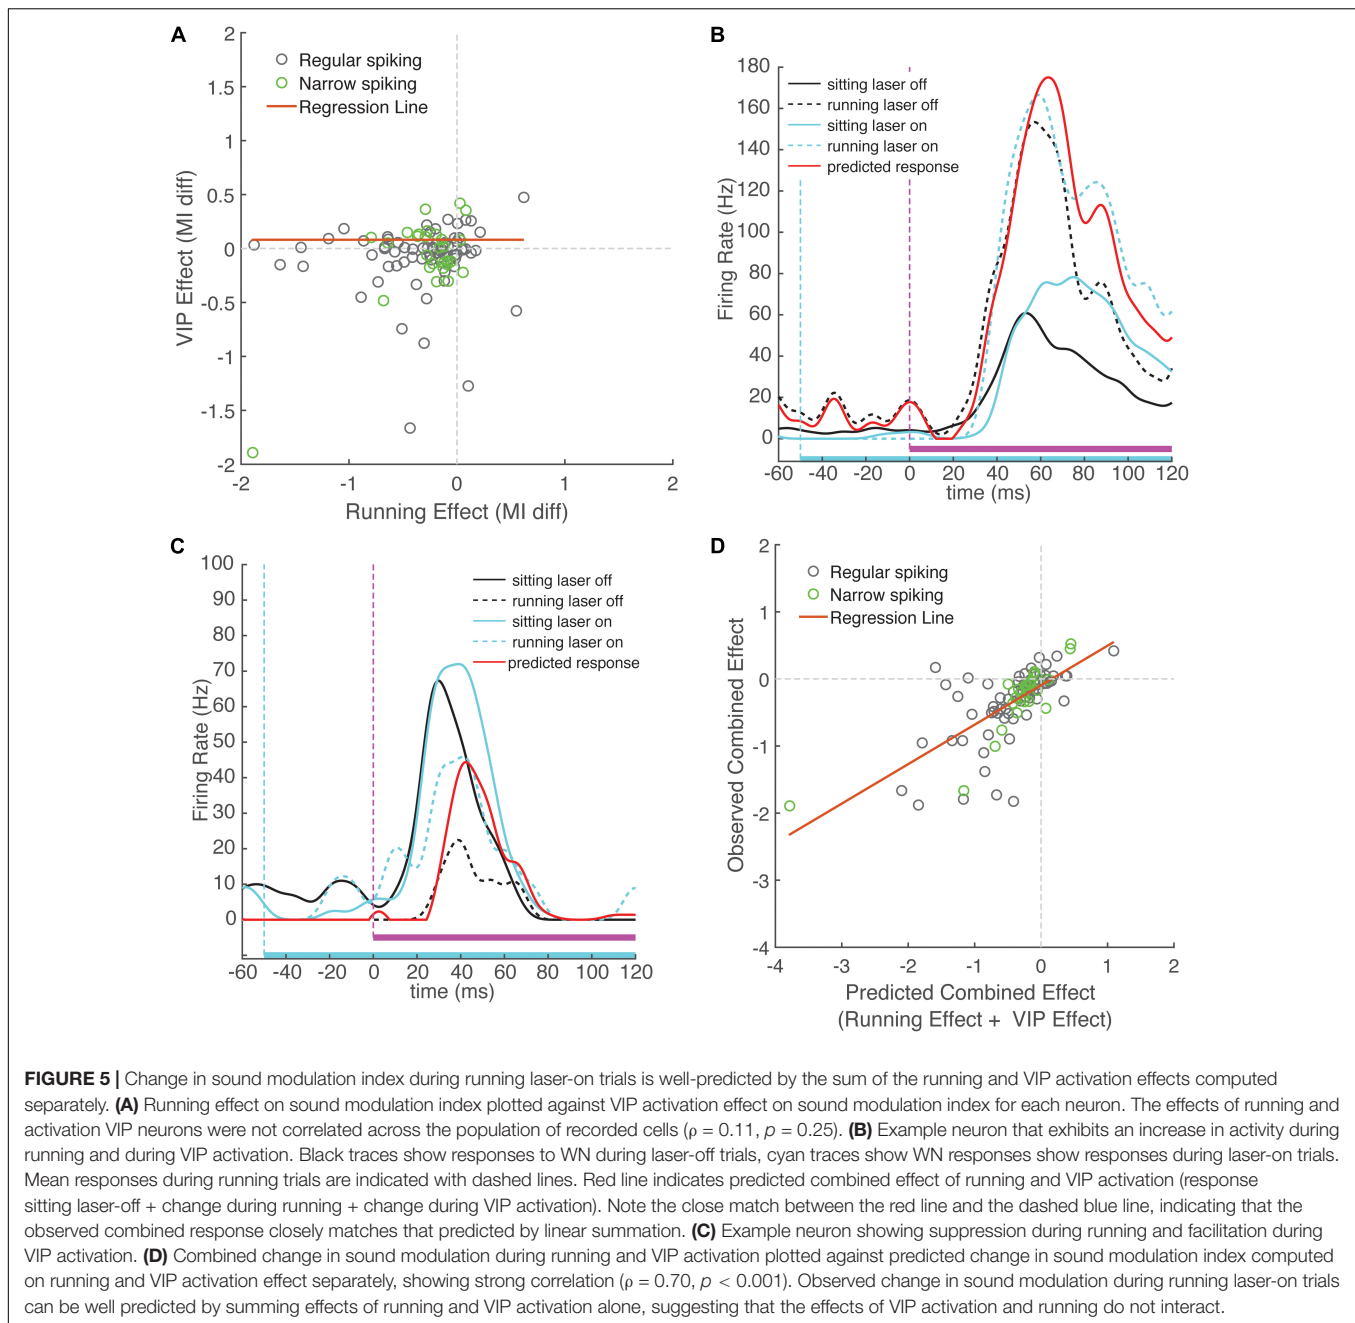 A
2
1.5
1
0.5
0
-0.5
-1
-1.5
-2
-2
-1
0
1
2
VIP Effect (MI diff)
Running Effect (MI diff)
Regular spiking
Narrow spiking
Regression Line
B
180
160
140
120
100
80
60
40
20
0
-60
-40
-20
0
20
40
60
80
100
120
Firing Rate (Hz)
time (ms)
sitting laser off
running laser off
sitting laser on
running laser on
predicted response
C
100
90
80
70
60
50
40
30
20
10
0
-60
-40
-20
0
20
40
60
80
100
120
Firing Rate (Hz)
time (ms)
sitting laser off
running laser off
sitting laser on
running laser on
predicted response
D
2
1
0
-1
-2
-3
-4
-4
-3
-2
-1
0
1
2
Observed Combined Effect
Predicted Combined Effect
(Running Effect + VIP Effect)
Regular spiking
Narrow spiking
Regression Line
FIGURE 5 | Change in sound modulation index during running laser-on trials is well-predicted by the sum of the running and VIP activation effects computed
separately. (A) Running effect on sound modulation index plotted against VIP activation effect on sound modulation index for each neuron. The effects of running and
activation VIP neurons were not correlated across the population of recorded cells (ρ = 0.11, p = 0.25). (B) Example neuron that exhibits an increase in activity during
running and during VIP activation. Black traces show responses to WN during laser-off trials, cyan traces show WN responses show responses during laser-on trials.
Mean responses during running trials are indicated with dashed lines. Red line indicates predicted combined effect of running and VIP activation (response
sitting laser-off + change during running + change during VIP activation). Note the close match between the red line and the dashed blue line, indicating that the
observed combined response closely matches that predicted by linear summation. (C) Example neuron showing suppression during running and facilitation during
VIP activation. (D) Combined change in sound modulation during running and VIP activation plotted against predicted change in sound modulation index computed
on running and VIP activation effect separately, showing strong correlation (ρ = 0.70, p < 0.001). Observed change in sound modulation during running laser-on trials
can be well predicted by summing effects of running and VIP activation alone, suggesting that the effects of VIP activation and running do not interact.